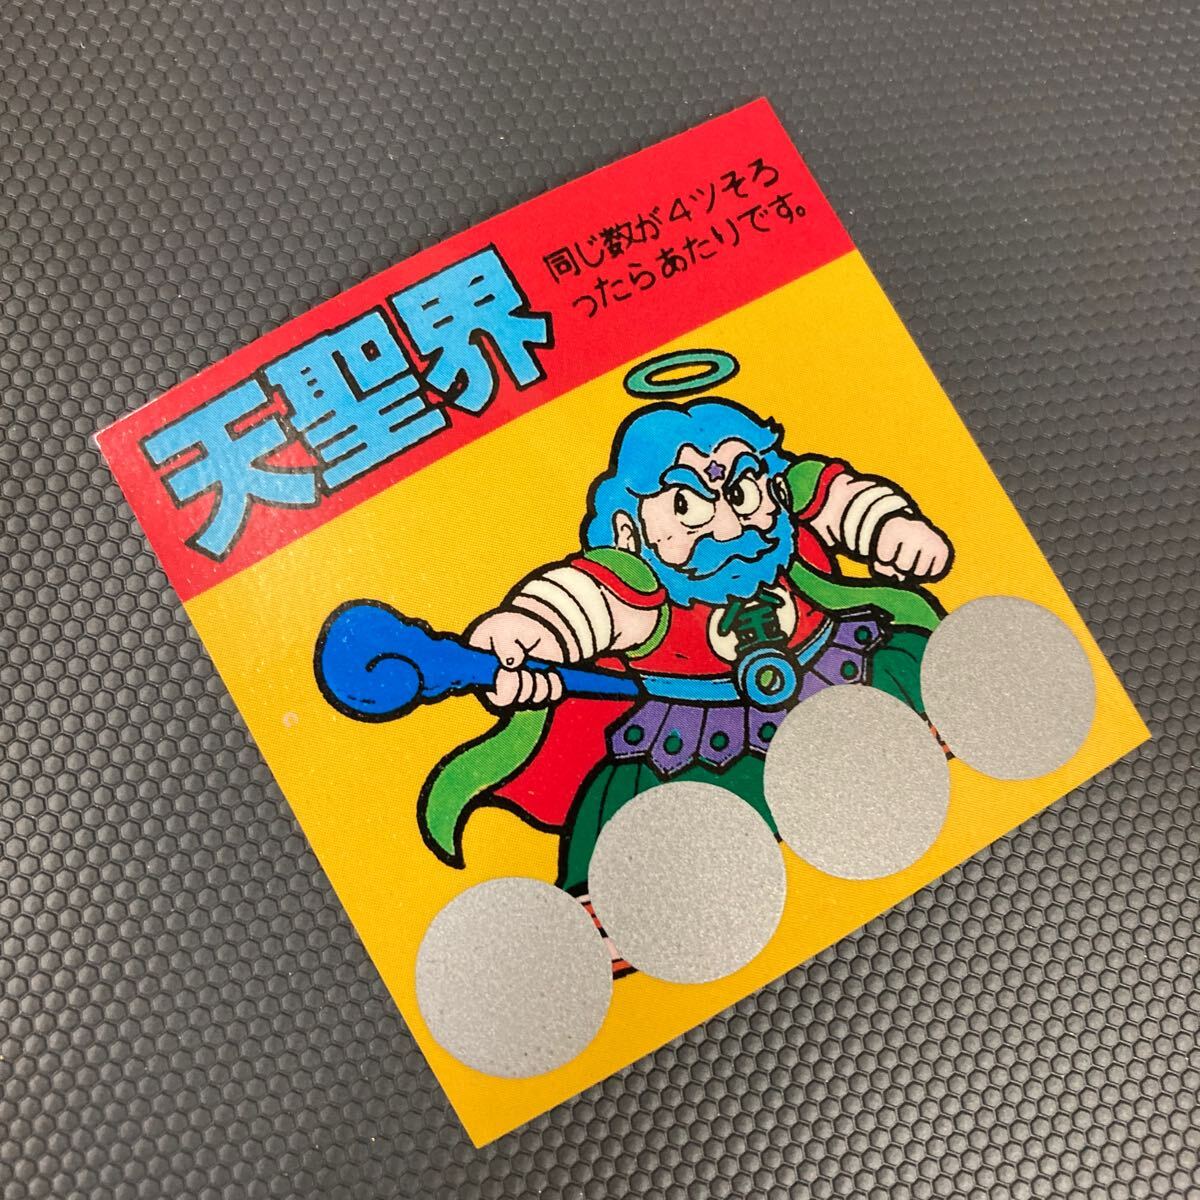 天聖界
同じ数が4ツそろ
ったらあたりです。
金